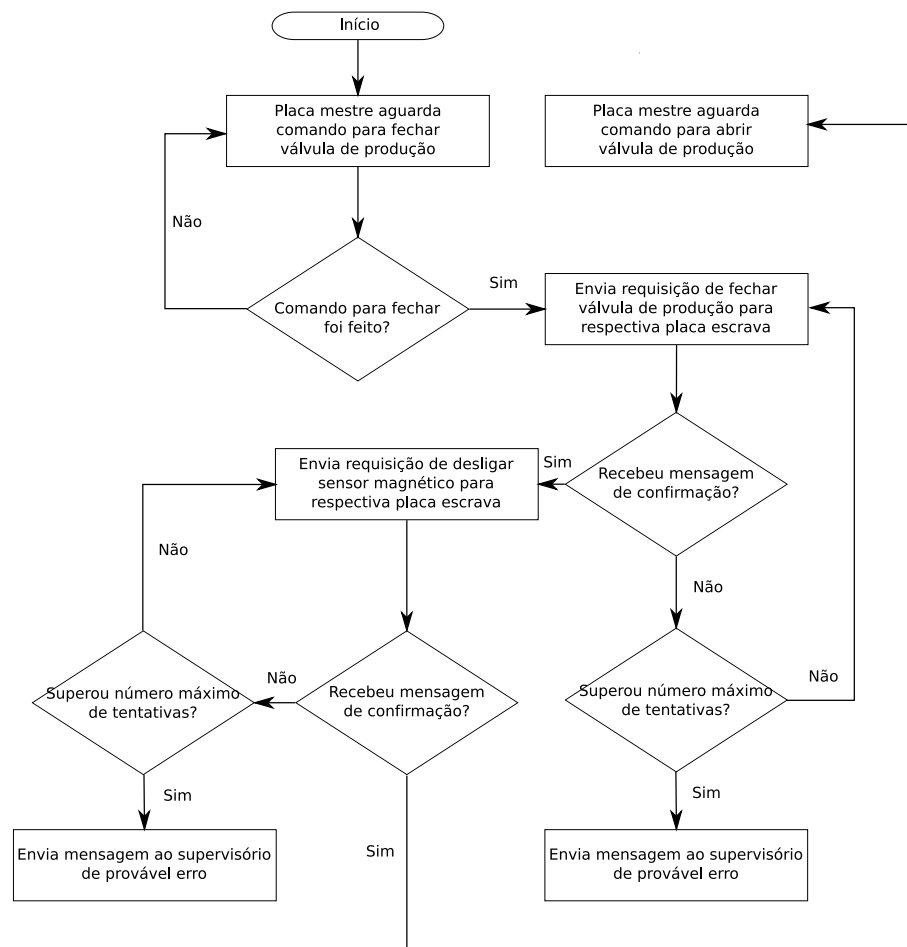 Início
Placa mestre aguarda
comando para fechar
válvula de produção
Placa mestre aguarda
comando para abrir
válvula de produção
Não
Comando para fechar
foi feito?
Sim
Envia requisição de fechar
válvula de produção para
respectiva placa escrava
Envia requisição de desligar
sensor magnético para
respectiva placa escrava
Sim
Recebeu mensagem
de confirmação?
Não
Não
Superou número máximo
de tentativas?
Não
Recebeu mensagem
de confirmação?
Superou número máximo
de tentativas?
Não
Sim
Sim
Envia mensagem ao supervisório
de provável erro
Sim
Envia mensagem ao supervisório
de provável erro